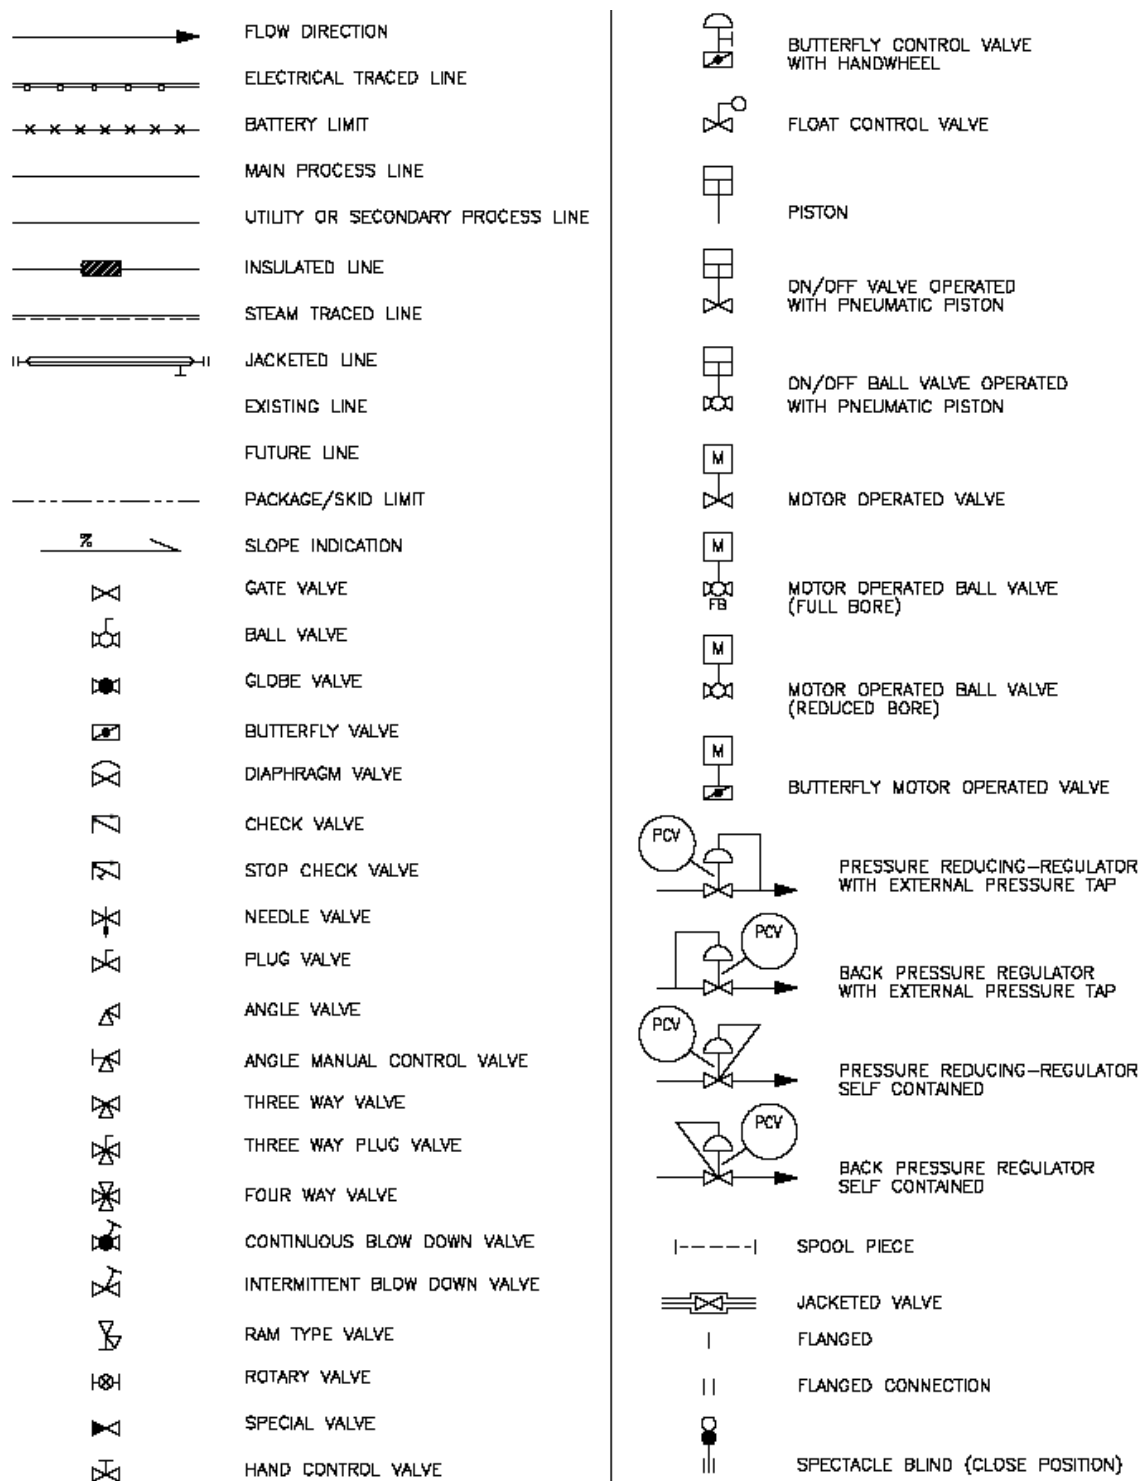 FLOW DIRECTION
ELECTRICAL TRACED LINE
BATTERY LIMIT
MAIN PROCESS LINE
UTILITY OR SECONDARY PROCESS LINE
INSULATED LINE
STEAM TRACED LINE
JACKETED LINE
EXISTING LINE
FUTURE LINE
PACKAGE/SKID LIMIT
%
SLOPE INDICATION
GATE VALVE
BALL VALVE
GLOBE VALVE
BUTTERFLY VALVE
DIAPHRAGM VALVE
CHECK VALVE
STOP CHECK VALVE
NEEDLE VALVE
PLUG VALVE
ANGLE VALVE
ANGLE MANUAL CONTROL VALVE
THREE WAY VALVE
THREE WAY PLUG VALVE
FOUR WAY VALVE
CONTINUOUS BLOW DOWN VALVE
INTERMITTENT BLOW DOWN VALVE
RAM TYPE VALVE
ROTARY VALVE
SPECIAL VALVE
HAND CONTROL VALVE
BUTTERFLY CONTROL VALVE
WITH HANDWHEEL
FLOAT CONTROL VALVE
PISTON
ON/OFF VALVE OPERATED
WITH PNEUMATIC PISTON
ON/OFF BALL VALVE OPERATED
WITH PNEUMATIC PISTON
M
MOTOR OPERATED VALVE
M
FB
MOTOR OPERATED BALL VALVE
(FULL BORE)
M
MOTOR OPERATED BALL VALVE
(REDUCED BORE)
M
BUTTERFLY MOTOR OPERATED VALVE
PCV
PRESSURE REDUCING-REGULATOR
WITH EXTERNAL PRESSURE TAP
PCV
BACK PRESSURE REGULATOR
WITH EXTERNAL PRESSURE TAP
PCV
PRESSURE REDUCING-REGULATOR
SELF CONTAINED
PCV
BACK PRESSURE REGULATOR
SELF CONTAINED
SPOOL PIECE
JACKETED VALVE
FLANGED
FLANGED CONNECTION
SPECTACLE BLIND (CLOSE POSITION)